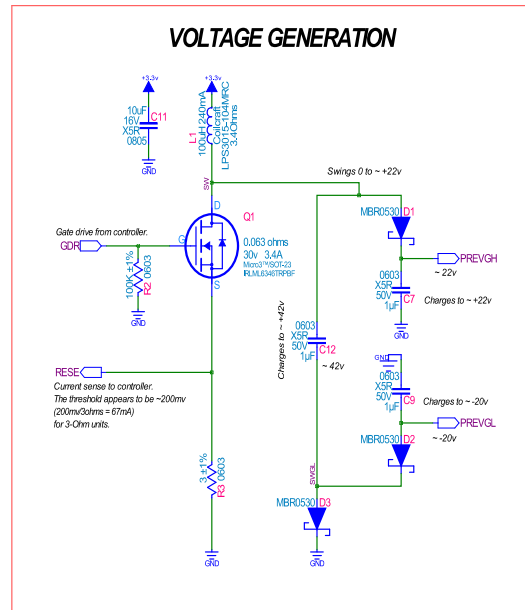 VOLTAGE GENERATION
+3.3v
+3.3v
10uF
16V
X5R
0805
C11
GND
L1
100uH 240mA
Coilcraft
LPS3015-104MRC
3.4Ohms
SW
Swings 0 to ~ +22v
MBR0530
D1
Gate drive from controller.
GDR
D
G
S
Q1
0.063 ohms
30v 3.4A
Micro3™/SOT-23
IRLML6346TRPBF
100K ±1%
R2 0603
GND
PREVGH
~ 22v
0603
X5R
50V
1µF
C7
Charges to ~ +22v
GND
Charges to ~ +42v
0603
X5R
50V
1µF
C12
~ 42v
GND
0603
X5R
50V
1µF
C9
Charges to ~ -20v
PREVGL
~ -20v
MBR0530
D2
RESE
Current sense to controller.
The threshold appears to be ~200mv
(200mv/3ohms = 67mA)
for 3-Ohm units.
3 ±1%
R3 0603
GND
SWGL
MBR0530
D3
GND